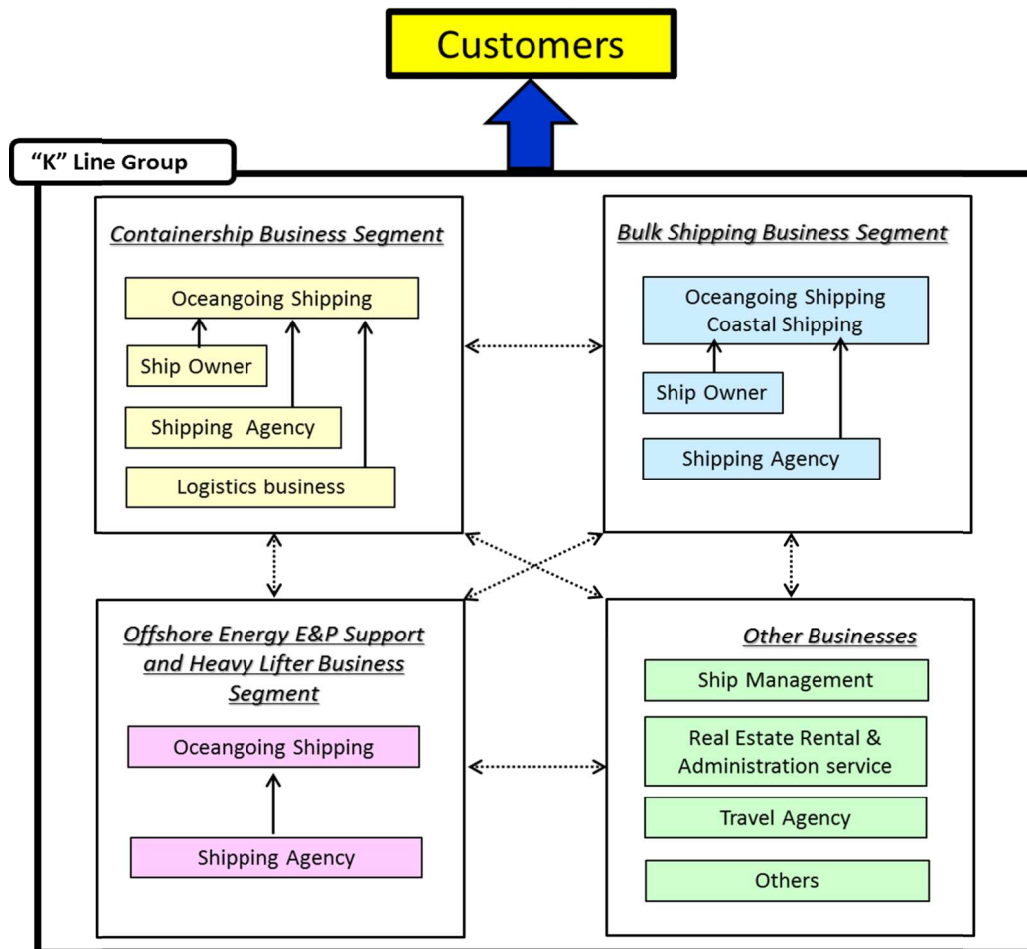 Customers
“K” Line Group
Containership Business Segment
Oceangoing Shipping
Ship Owner
Shipping Agency
Logistics business
Bulk Shipping Business Segment
Oceangoing Shipping
Coastal Shipping
Ship Owner
Shipping Agency
Offshore Energy E&P Support
and Heavy Lifter Business
Segment
Oceangoing Shipping
Shipping Agency
Other Businesses
Ship Management
Real Estate Rental &
Administration service
Travel Agency
Others